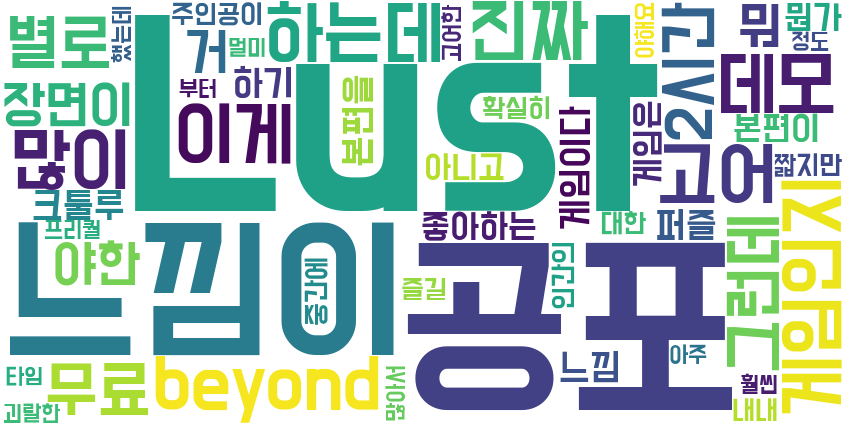 Lust
느낌이
공포
beyond
게임인지
하는데
진짜
이게
많이
데모
고어
2시간
그런데
무료
야한
장면이
별로
거
뭐
뭔가
주인공이
했는데
멀미
하기
부터
본편을
확실히
아니고
고어한
야해요
정도
게임은
게임이다
본편이
짧지만
크툴루
프리퀄
중간에
좋아하는
대한
퍼즐
즐길
인간인
느낌
아주
훨씬
내내
타임
괴랄한
많아서